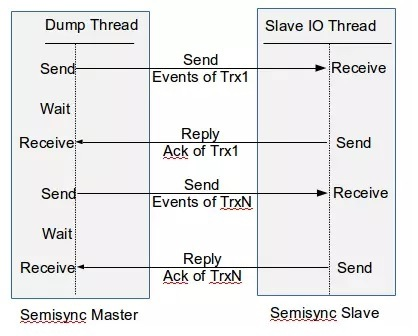 Dump Thread
Slave IO Thread
Send
Send
Events of Trx1
Receive
Wait
Receive
Reply
Ack of Trx1
Send
Send
Send
Events of TrxN
Receive
Wait
Receive
Reply
Ack of TrxN
Send
Semisync Master
Semisync Slave